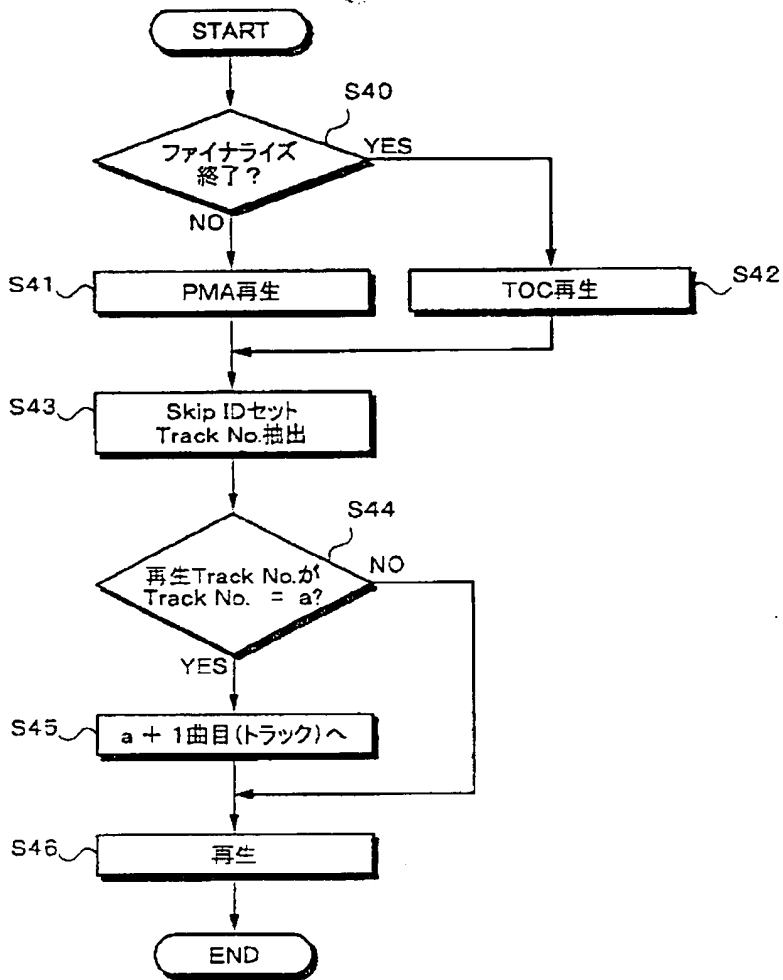 START
S40
ファイナライズ
終了?
YES
NO
S41
PMA再生
TOC再生
S42
S43
Skip IDセット
Track No.抽出
S44
再生Track No.が
Track No. = a?
NO
YES
S45
a + 1曲目(トラック)へ
S46
再生
END